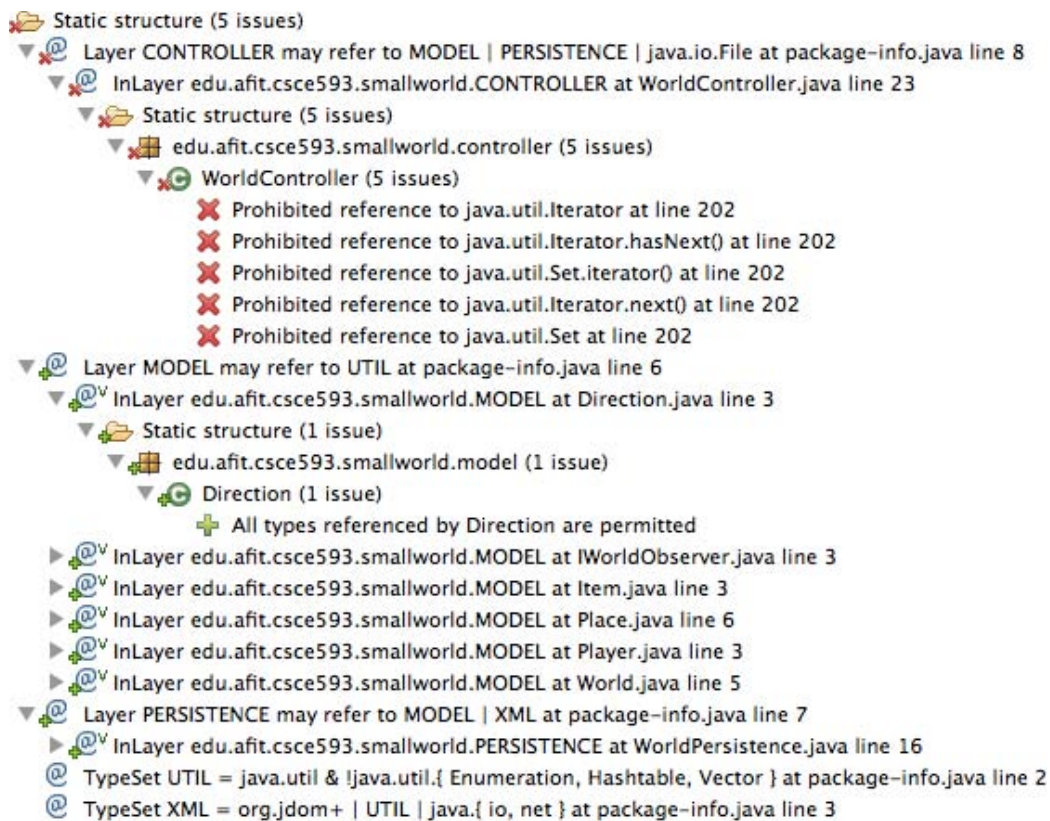 Static structure (5 issues)
Layer CONTROLLER may refer to MODEL | PERSISTENCE | java.io.File at package-info.java line 8
InLayer edu.afit.csce593.smallworld.CONTROLLER at WorldController.java line 23
Static structure (5 issues)
edu.afit.csce593.smallworld.controller (5 issues)
WorldController (5 issues)
Prohibited reference to java.util.Iterator at line 202
Prohibited reference to java.util.Iterator.hasNext() at line 202
Prohibited reference to java.util.Set.iterator() at line 202
Prohibited reference to java.util.Iterator.next() at line 202
Prohibited reference to java.util.Set at line 202
Layer MODEL may refer to UTIL at package-info.java line 6
InLayer edu.afit.csce593.smallworld.MODEL at Direction.java line 3
Static structure (1 issue)
edu.afit.csce593.smallworld.model (1 issue)
Direction (1 issue)
All types referenced by Direction are permitted
InLayer edu.afit.csce593.smallworld.MODEL at IWorldObserver.java line 3
InLayer edu.afit.csce593.smallworld.MODEL at Item.java line 3
InLayer edu.afit.csce593.smallworld.MODEL at Place.java line 6
InLayer edu.afit.csce593.smallworld.MODEL at Player.java line 3
InLayer edu.afit.csce593.smallworld.MODEL at World.java line 5
Layer PERSISTENCE may refer to MODEL | XML at package-info.java line 7
InLayer edu.afit.csce593.smallworld.PERSISTENCE at WorldPersistence.java line 16
TypeSet UTIL = java.util & !java.util.{ Enumeration, Hashtable, Vector } at package-info.java line 2
TypeSet XML = org.jdom+ | UTIL | java.{ io, net } at package-info.java line 3